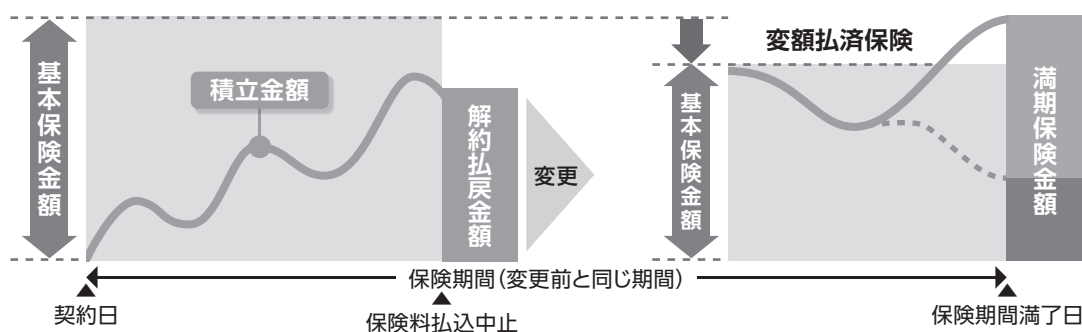 基本保険金額
積立金額
解約払戻金額
変更
変額払済保険
基本保険金額
満期保険金額
保険期間（変更前と同じ期間）
契約日
保険料払込中止
保険期間満了日